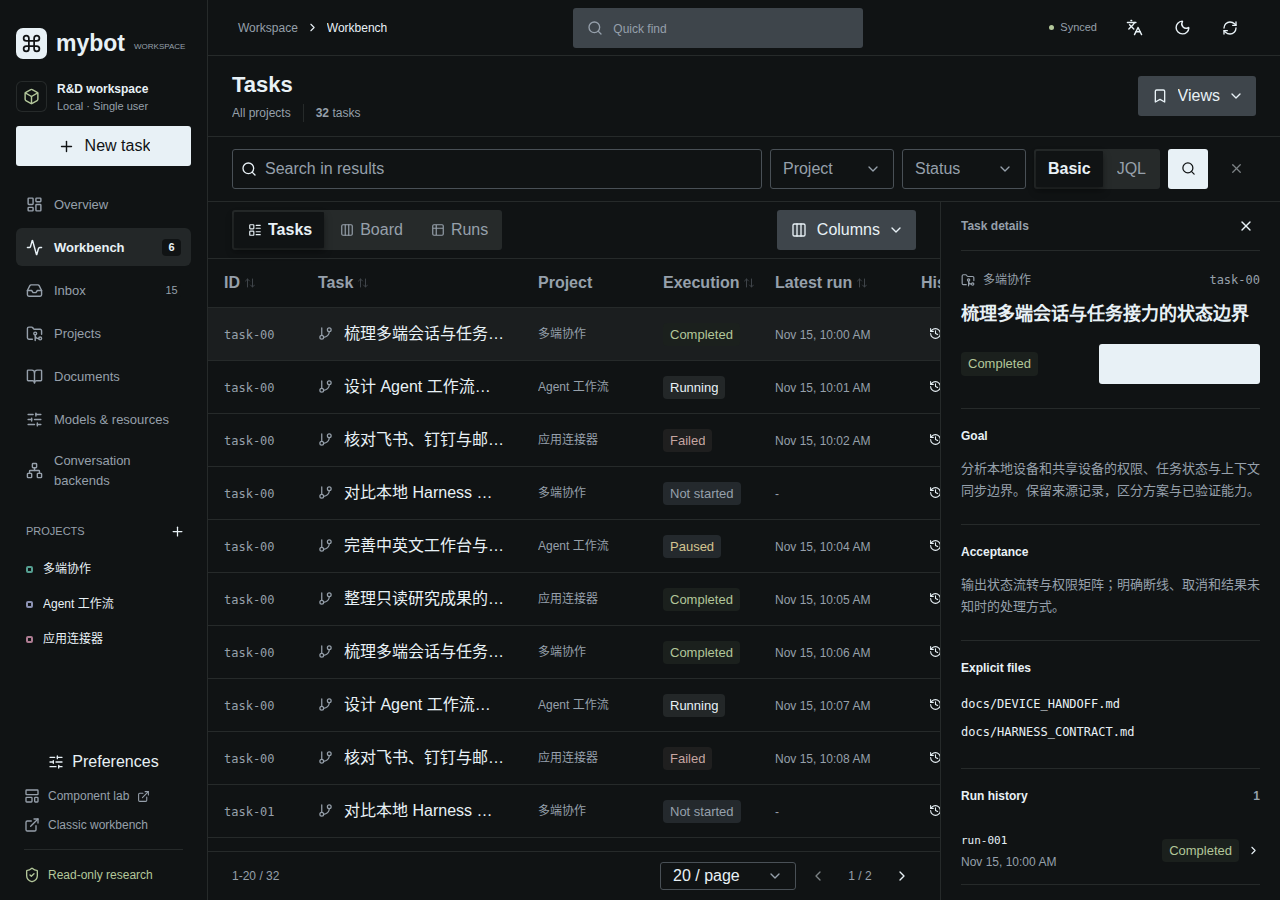 mybot WORKSPACE
R&D workspace
Local · Single user
New task
Overview
Workbench 6
Inbox 15
Projects
Documents
Models & resources
Conversation
backends
PROJECTS
多端协作
Agent 工作流
应用连接器
Preferences
Component lab
Classic workbench
Read-only research
Workspace > Workbench
Quick find
Synced
Tasks
All projects 32 tasks
Views
Search in results
Project
Status
Basic JQL
Tasks Board Runs
Columns
ID Task Project Execution Latest run His
task-00 梳理多端会话与任务… 多端协作 Completed Nov 15, 10:00 AM
task-00 设计 Agent 工作流… Agent 工作流 Running Nov 15, 10:01 AM
task-00 核对飞书、钉钉与邮… 应用连接器 Failed Nov 15, 10:02 AM
task-00 对比本地 Harness … 多端协作 Not started -
task-00 完善中英文工作台与… Agent 工作流 Paused Nov 15, 10:04 AM
task-00 整理只读研究成果的… 应用连接器 Completed Nov 15, 10:05 AM
task-00 梳理多端会话与任务… 多端协作 Completed Nov 15, 10:06 AM
task-00 设计 Agent 工作流… Agent 工作流 Running Nov 15, 10:07 AM
task-00 核对飞书、钉钉与邮… 应用连接器 Failed Nov 15, 10:08 AM
task-01 对比本地 Harness … 多端协作 Not started -
1-20 / 32
20 / page
1 / 2
Task details
多端协作 task-00
梳理多端会话与任务接力的状态边界
Completed
Goal
分析本地设备和共享设备的权限、任务状态与上下文
同步边界。保留来源记录，区分方案与已验证能力。
Acceptance
输出状态流转与权限矩阵；明确断线、取消和结果未
知时的处理方式。
Explicit files
docs/DEVICE_HANDOFF.md
docs/HARNESS_CONTRACT.md
Run history 1
run-001
Nov 15, 10:00 AM
Completed